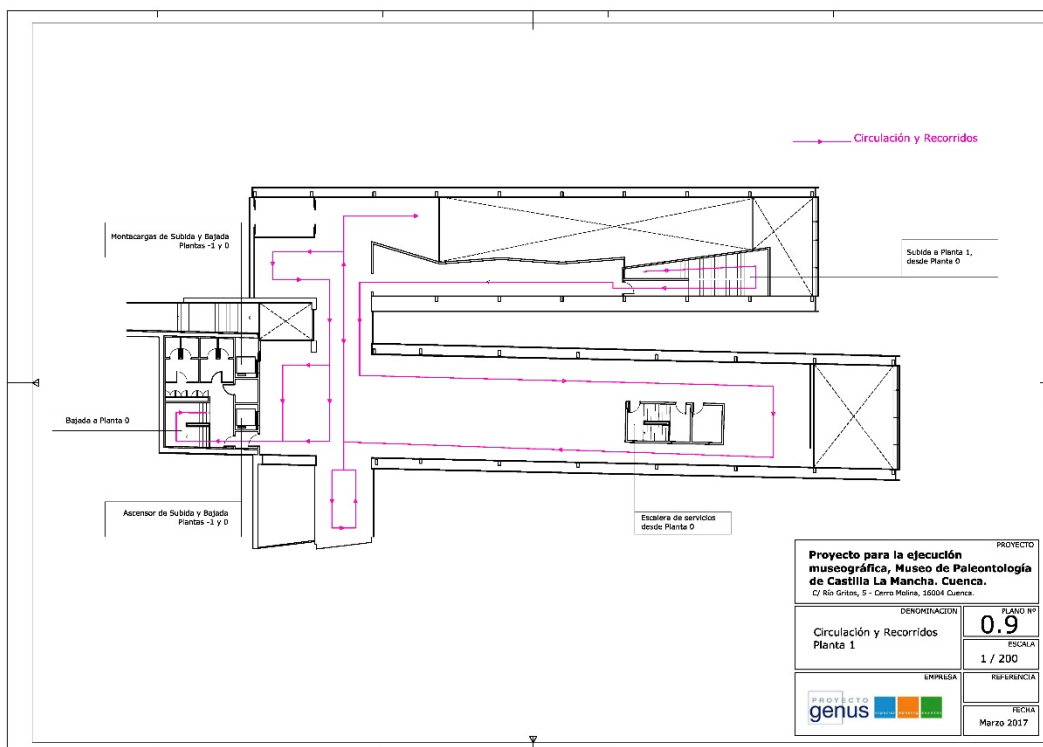 Circulación y Recorridos
Montacargas de Subida y Bajada
Plantas -1 y 0
Subida a Planta 1,
desde Planta 0
Bajada a Planta 0
Ascensor de Subida y Bajada
Plantas -1 y 0
Escalera de servicios
desde Planta 0
PROYECTO
Proyecto para la ejecución
museográfica, Museo de Paleontología
de Castilla La Mancha. Cuenca.
C/ Río Gritos, 5 - Cerro Molina, 16004 Cuenca.
DENOMINACION
Circulación y Recorridos
Planta 1
PLANO Nº
0.9
ESCALA
1 / 200
EMPRESA
PROYECTO
genus
REFERENCIA
FECHA
Marzo 2017